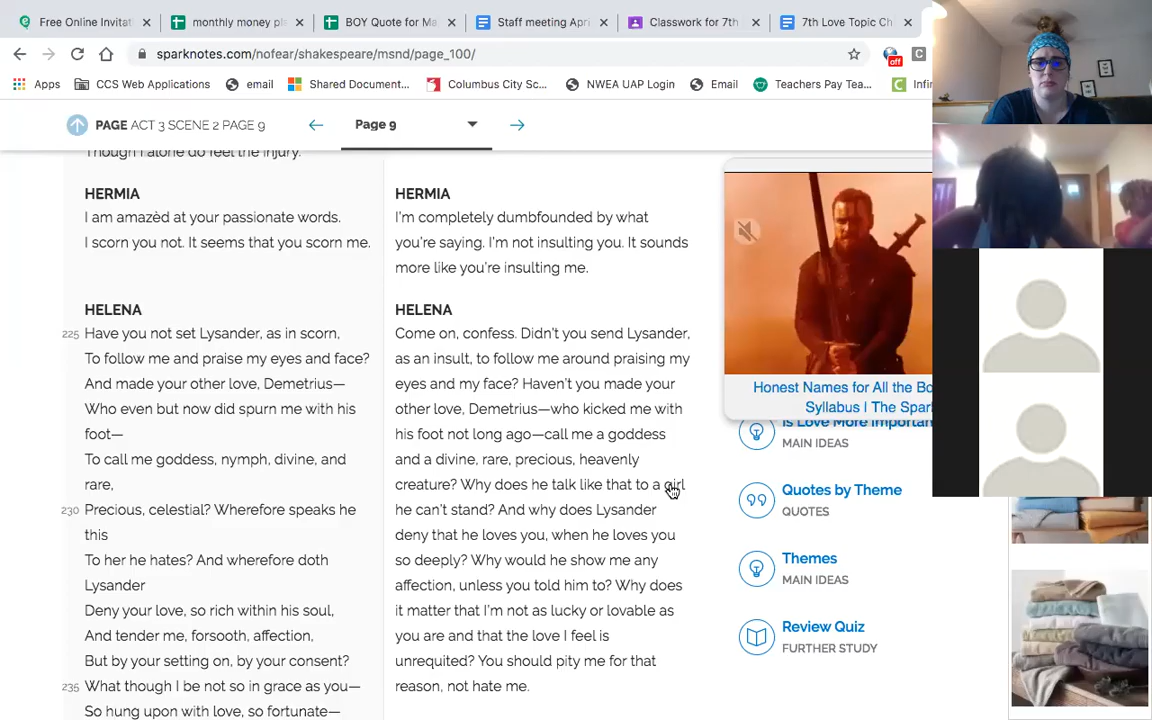 Free Online Invitat
monthly money pl
BOY Quote for Ma
Staff meeting Apri
Classwork for 7th
7th Love Topic Ch
sparknotes.com/nofear/shakespeare/msnd/page_100/
off
Apps
CCS Web Applications
email
Shared Document...
Columbus City Sc...
NWEA UAP Login
Email
Teachers Pay Tea...
Infin
PAGE ACT 3 SCENE 2 PAGE 9
Page 9
Though I alone do feel the injury.
HERMIA
I am amazèd at your passionate words.
I scorn you not. It seems that you scorn me.
HELENA
225 Have you not set Lysander, as in scorn,
To follow me and praise my eyes and face?
And made your other love, Demetrius—
Who even but now did spurn me with his
foot—
To call me goddess, nymph, divine, and
rare,
230 Precious, celestial? Wherefore speaks he
this
To her he hates? And wherefore doth
Lysander
Deny your love, so rich within his soul,
And tender me, forsooth, affection,
But by your setting on, by your consent?
235 What though I be not so in grace as you—
So hung upon with love, so fortunate—
HERMIA
I'm completely dumbfounded by what
you're saying. I'm not insulting you. It sounds
more like you're insulting me.
HELENA
Come on, confess. Didn't you send Lysander,
as an insult, to follow me around praising my
eyes and my face? Haven't you made your
other love, Demetrius—who kicked me with
his foot not long ago—call me a goddess
and a divine, rare, precious, heavenly
creature? Why does he talk like that to a girl
he can't stand? And why does Lysander
deny that he loves you, when he loves you
so deeply? Why would he show me any
affection, unless you told him to? Why does
it matter that I'm not as lucky or lovable as
you are and that the love I feel is
unrequited? You should pity me for that
reason, not hate me.
Honest Names for All the Bo
Syllabus | The Spar
Is Love More Important
MAIN IDEAS
Quotes by Theme
QUOTES
Themes
MAIN IDEAS
Review Quiz
FURTHER STUDY